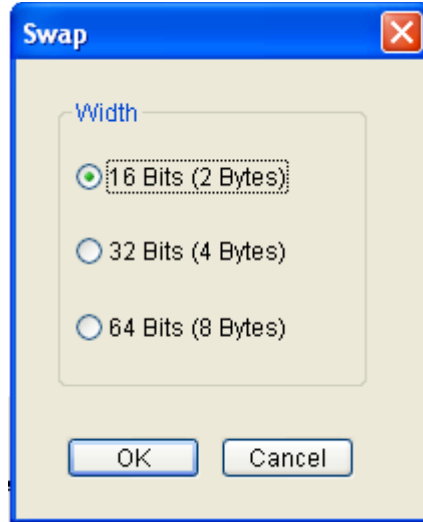 Swap
Width
16 Bits (2 Bytes)
32 Bits (4 Bytes)
64 Bits (8 Bytes)
OK
Cancel